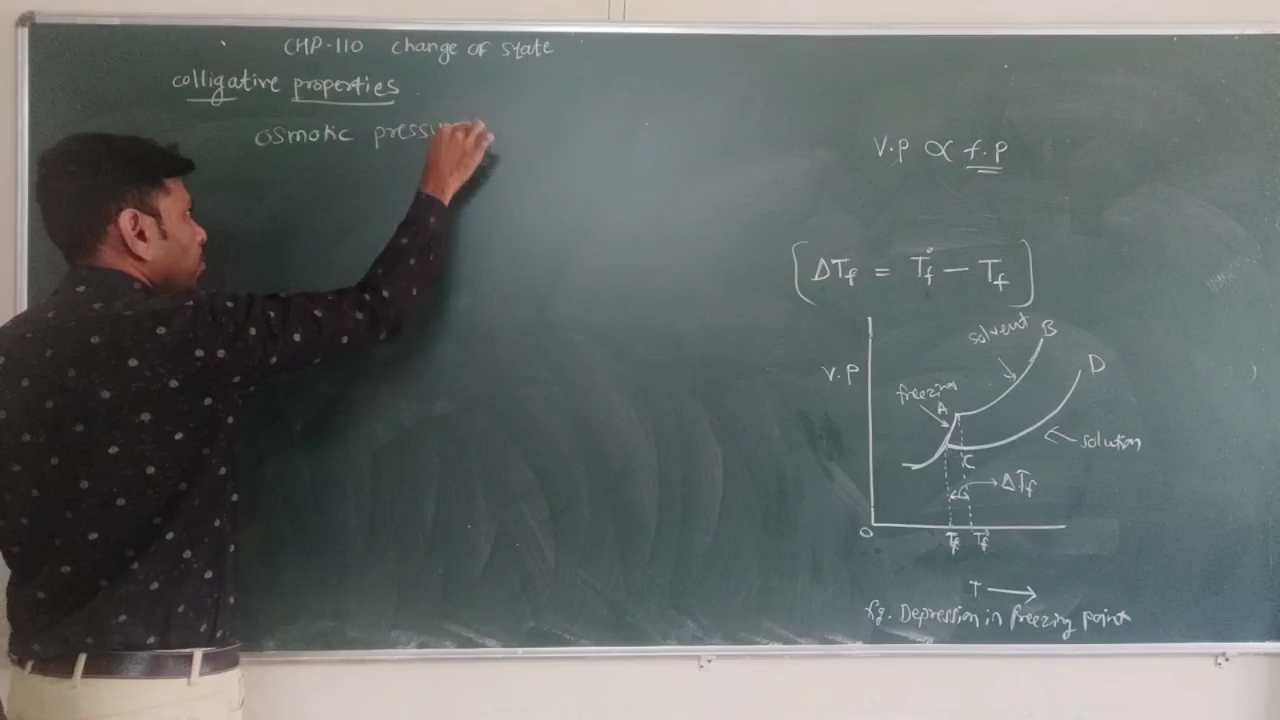 CHP-110 change of state
colligative properties
osmotic pressu
V.P ∝ f.P
[ΔTf = T°f − Tf]
solvent B
D
V.P
freezing
A
solution
C
ΔTf
O
Tf T°f
T →
fig. Depression in freezing point